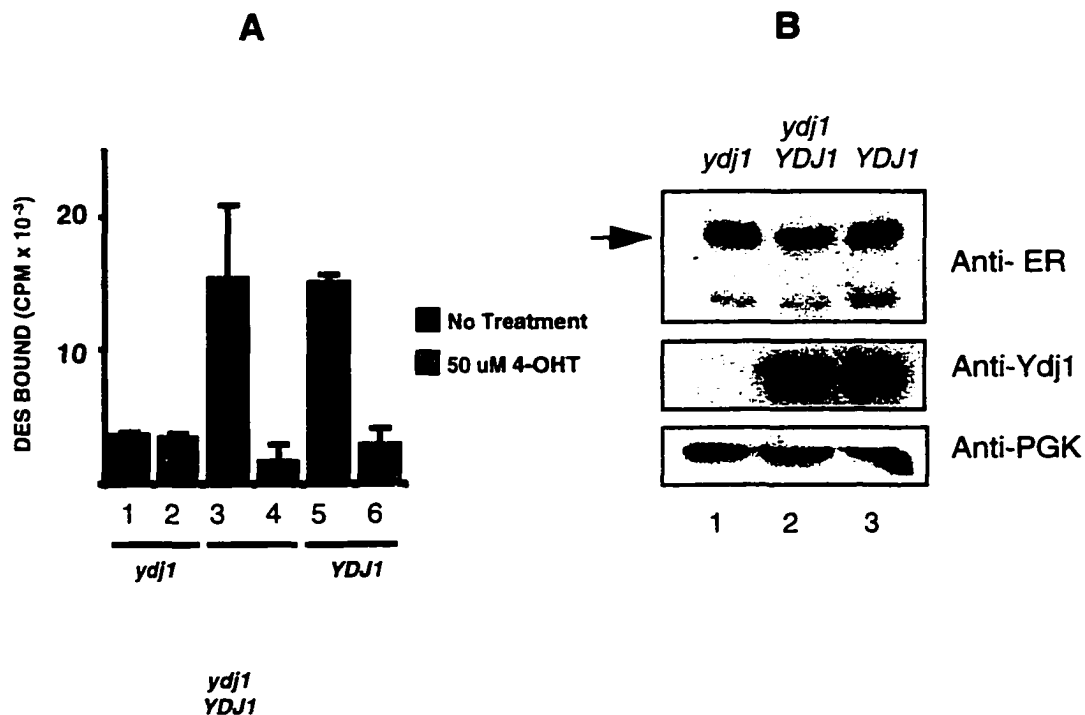 A
DES BOUND (CPM x 10⁻³)
20
10
No Treatment
50 uM 4-OHT
1 2 3 4 5 6
ydj1 YDJ1
ydj1
YDJ1
B
ydj1
ydj1 YDJ1 YDJ1
Anti- ER
Anti-Ydj1
Anti-PGK
1 2 3